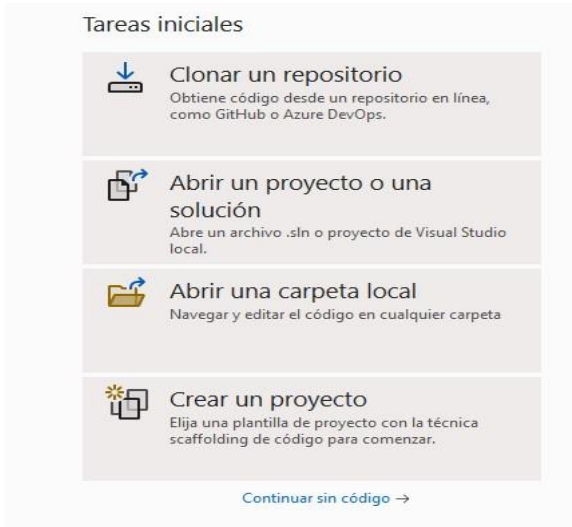 Tareas iniciales
Clonar un repositorio
Obtiene código desde un repositorio en línea,
como GitHub o Azure DevOps.
Abrir un proyecto o una
solución
Abre un archivo .sln o proyecto de Visual Studio
local.
Abrir una carpeta local
Navegar y editar el código en cualquier carpeta
Crear un proyecto
Elija una plantilla de proyecto con la técnica
scaffolding de código para comenzar.
Continuar sin código →